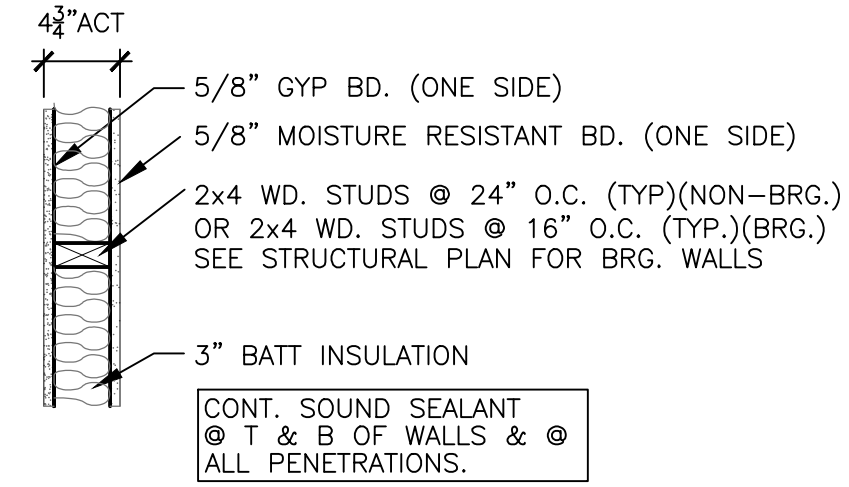 4¾”ACT
5/8” GYP BD. (ONE SIDE)
5/8” MOISTURE RESISTANT BD. (ONE SIDE)
2x4 WD. STUDS @ 24” O.C. (TYP)(NON-BRG.)
OR 2x4 WD. STUDS @ 16” O.C. (TYP.)(BRG.)
SEE STRUCTURAL PLAN FOR BRG. WALLS
3” BATT INSULATION
CONT. SOUND SEALANT
@ T & B OF WALLS & @
ALL PENETRATIONS.